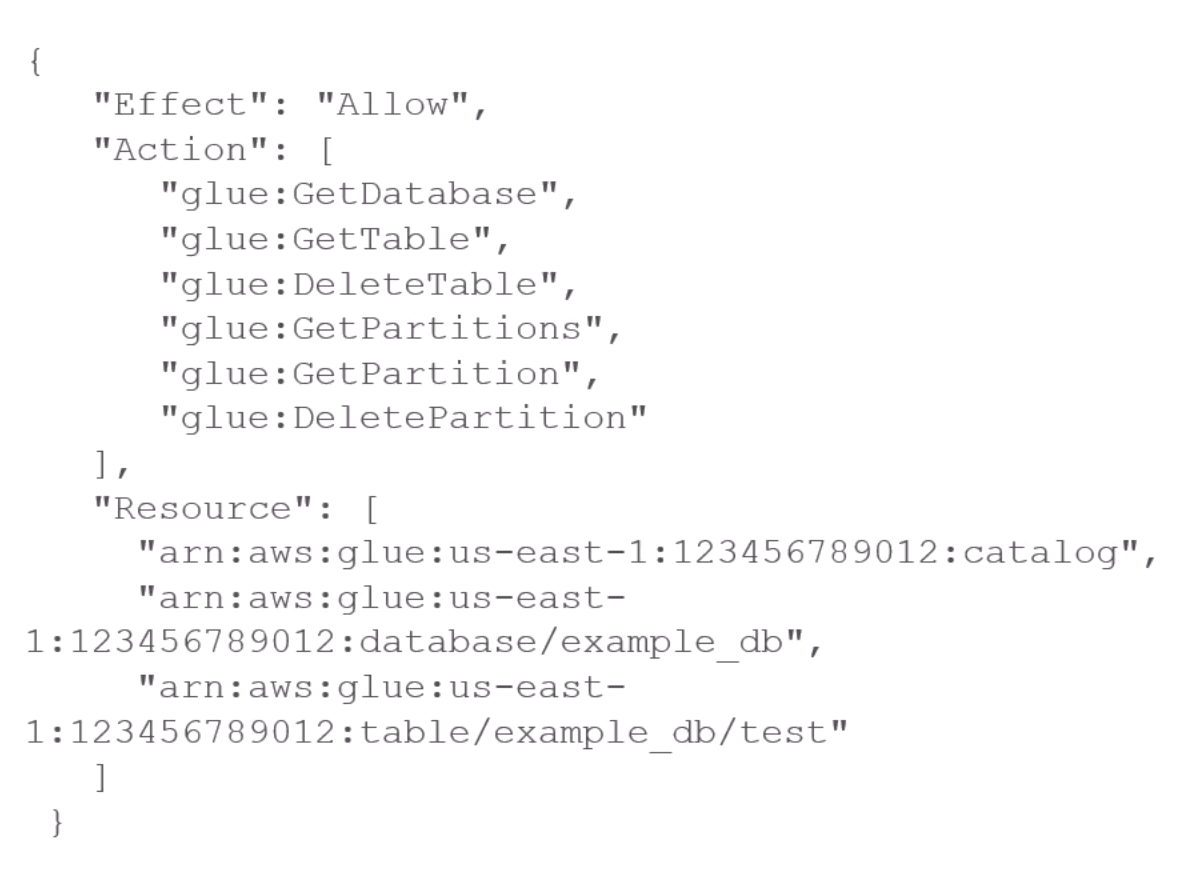 {
"Effect": "Allow",
"Action": [
"glue:GetDatabase",
"glue:GetTable",
"glue:DeleteTable",
"glue:GetPartitions",
"glue:GetPartition",
"glue:DeletePartition"
],
"Resource": [
"arn:aws:glue:us-east-1:123456789012:catalog",
"arn:aws:glue:us-east-
1:123456789012:database/example_db",
"arn:aws:glue:us-east-
1:123456789012:table/example_db/test"
]
}